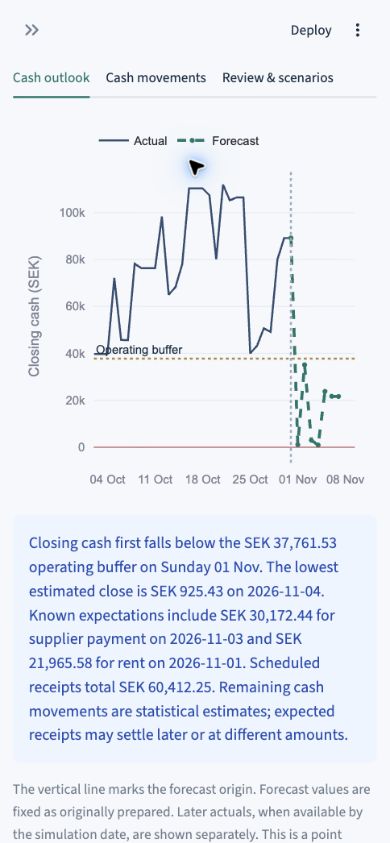 Deploy
Cash outlook Cash movements Review & scenarios
Actual Forecast
Closing cash (SEK)
100k
80k
60k
Operating buffer
40k
20k
0
04 Oct 11 Oct 18 Oct 25 Oct 01 Nov 08 Nov
Closing cash first falls below the SEK 37,761.53
operating buffer on Sunday 01 Nov. The lowest
estimated close is SEK 925.43 on 2026-11-04.
Known expectations include SEK 30,172.44 for
supplier payment on 2026-11-03 and SEK
21,965.58 for rent on 2026-11-01. Scheduled
receipts total SEK 60,412.25. Remaining cash
movements are statistical estimates; expected
receipts may settle later or at different amounts.
The vertical line marks the forecast origin. Forecast values are
fixed as originally prepared. Later actuals, when available by
the simulation date, are shown separately. This is a point